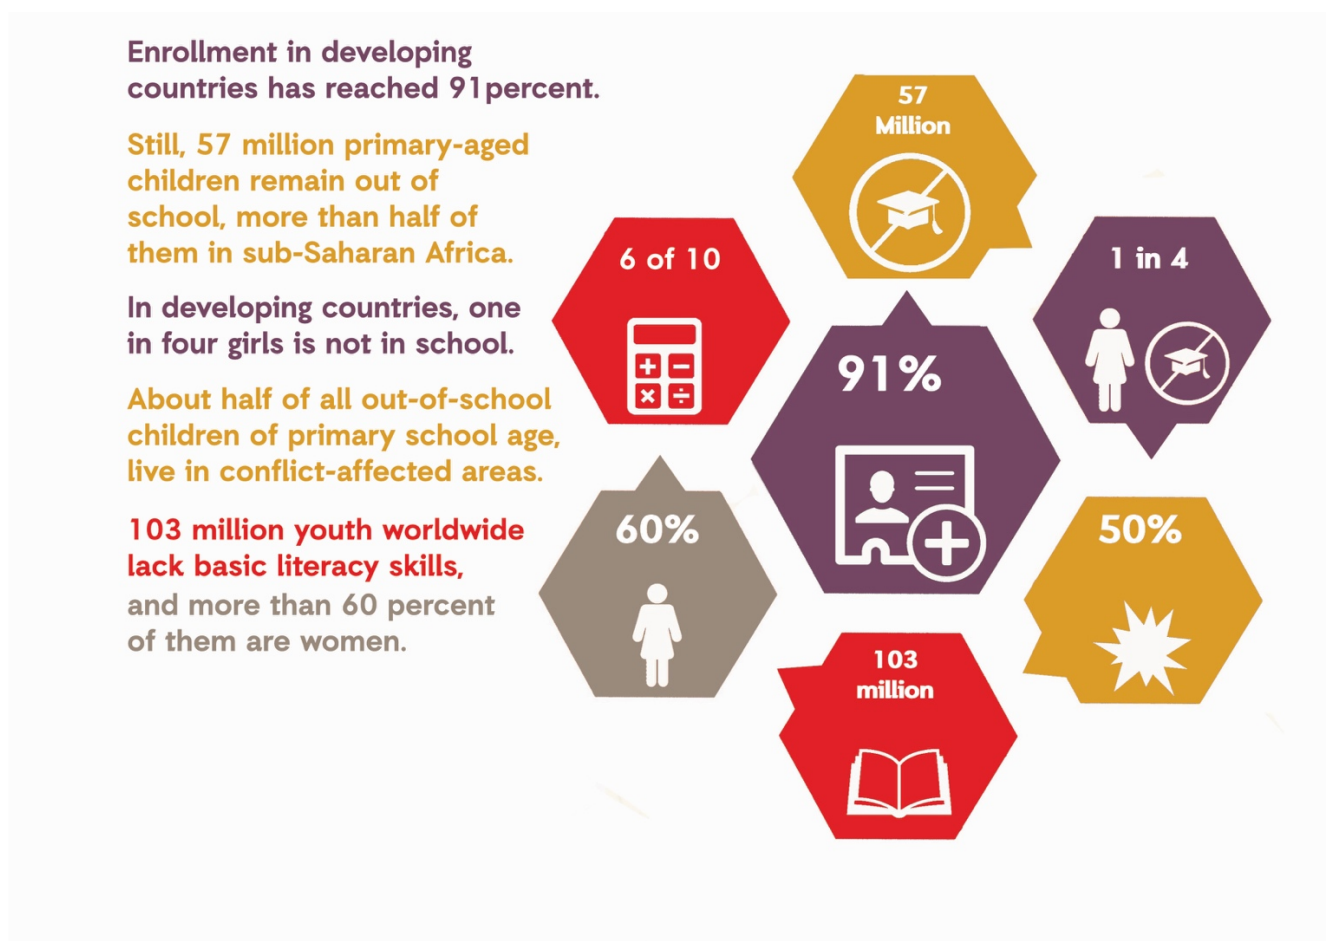 Enrollment in developing
countries has reached 91percent.
Still, 57 million primary-aged
children remain out of
school, more than half of
them in sub-Saharan Africa.
In developing countries, one
in four girls is not in school.
About half of all out-of-school
children of primary school age,
live in conflict-affected areas.
103 million youth worldwide
lack basic literacy skills,
and more than 60 percent
of them are women.
57
Million
6 of 10
1 in 4
91%
60%
50%
103
million